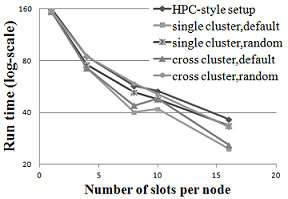 160
80
40
20
Run time (log-scale)
0
5
10
15
20
Number of slots per node
HPC-style setup
single cluster,default
single cluster,random
cross cluster,default
cross cluster,random